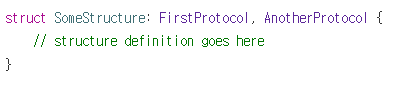 struct SomeStructure: FirstProtocol, AnotherProtocol {
    // structure definition goes here
}